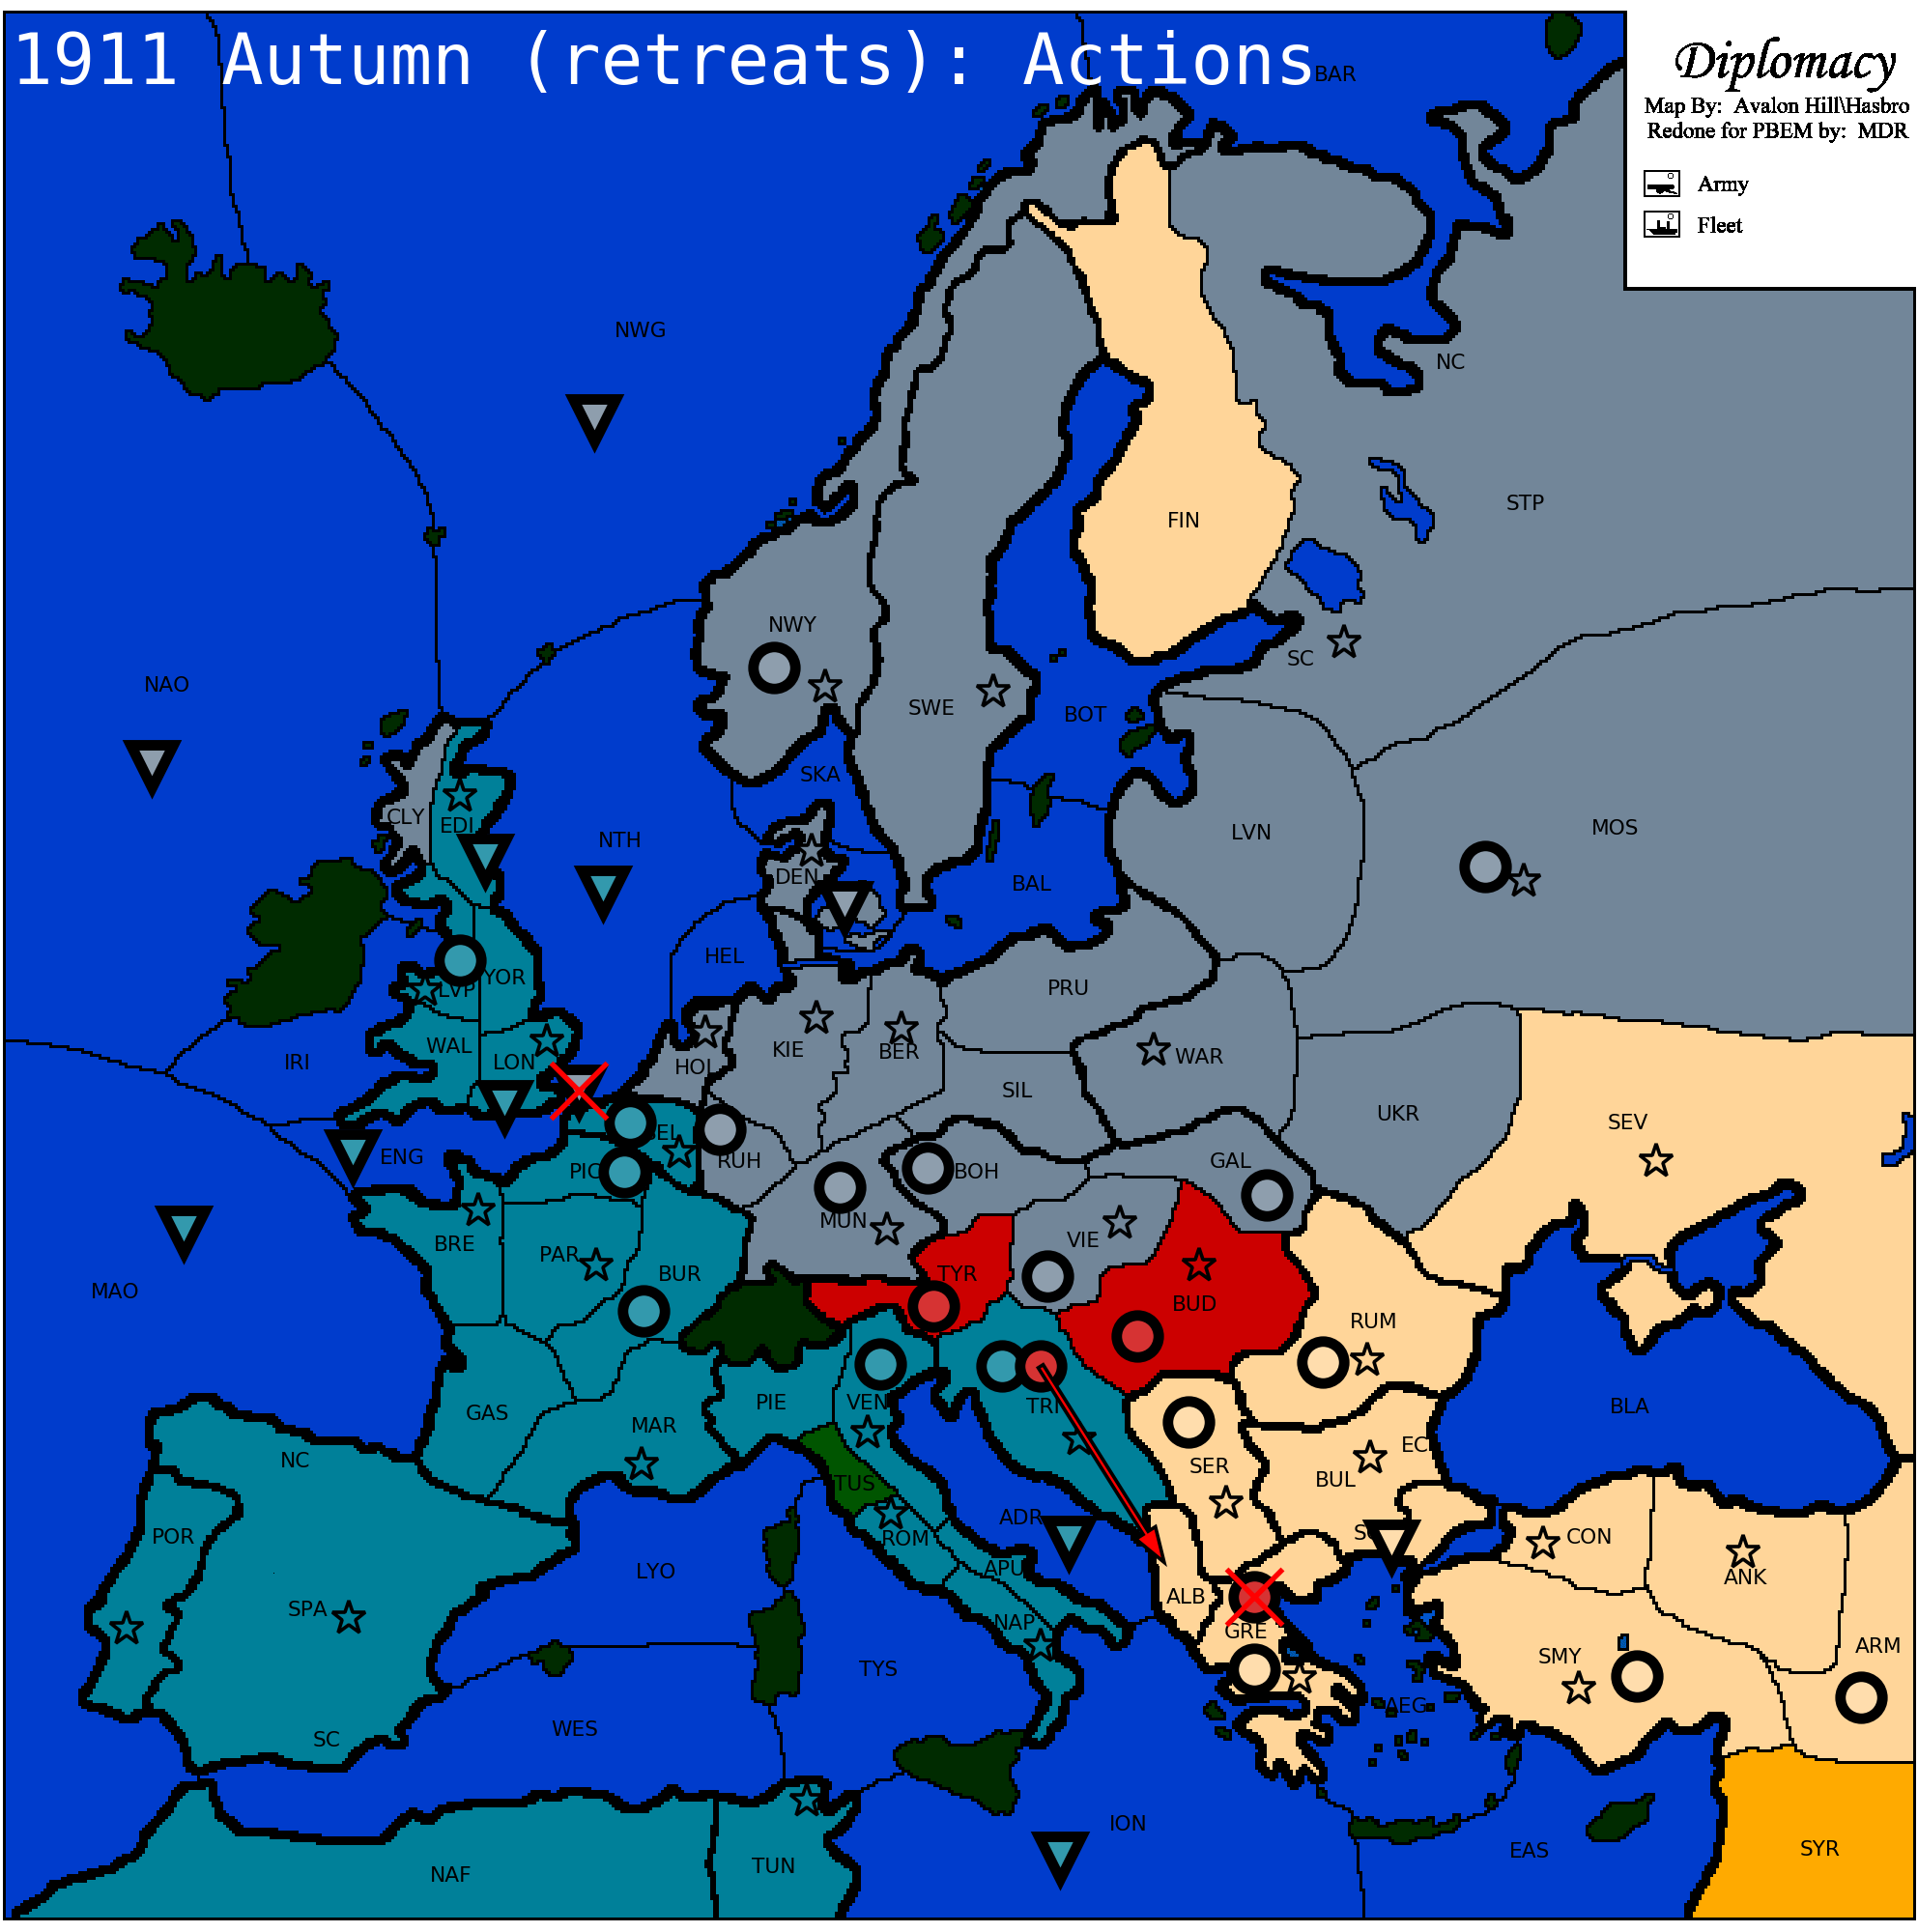 1911 Autumn (retreats): Actions
Diplomacy
Map By: Avalon Hill\Hasbro
Redone for PBEM by: MDR
Army
Fleet
BAR
NWG
NC
STP
FIN
NWY
SC
NAO
SWE
BOT
SKA
CLY
EDI
NTH
LVN
MOS
DEN
BAL
HEL
YOR
LVP
PRU
WAL
LON
IRI
KIE
BER
HOL
WAR
SIL
UKR
SEV
ENG
PIC
RUH
BOH
GAL
MUN
BRE
PAR
BUR
VIE
TYR
BUD
MAO
RUM
GAS
MAR
PIE
VEN
TRI
BLA
NC
SER
BUL
EC
TUS
POR
ADR
ROM
CON
LYO
APU
ANK
SPA
ALB
NAP
GRE
SMY
ARM
TYS
AEG
SC
WES
ION
EAS
SYR
NAF
TUN